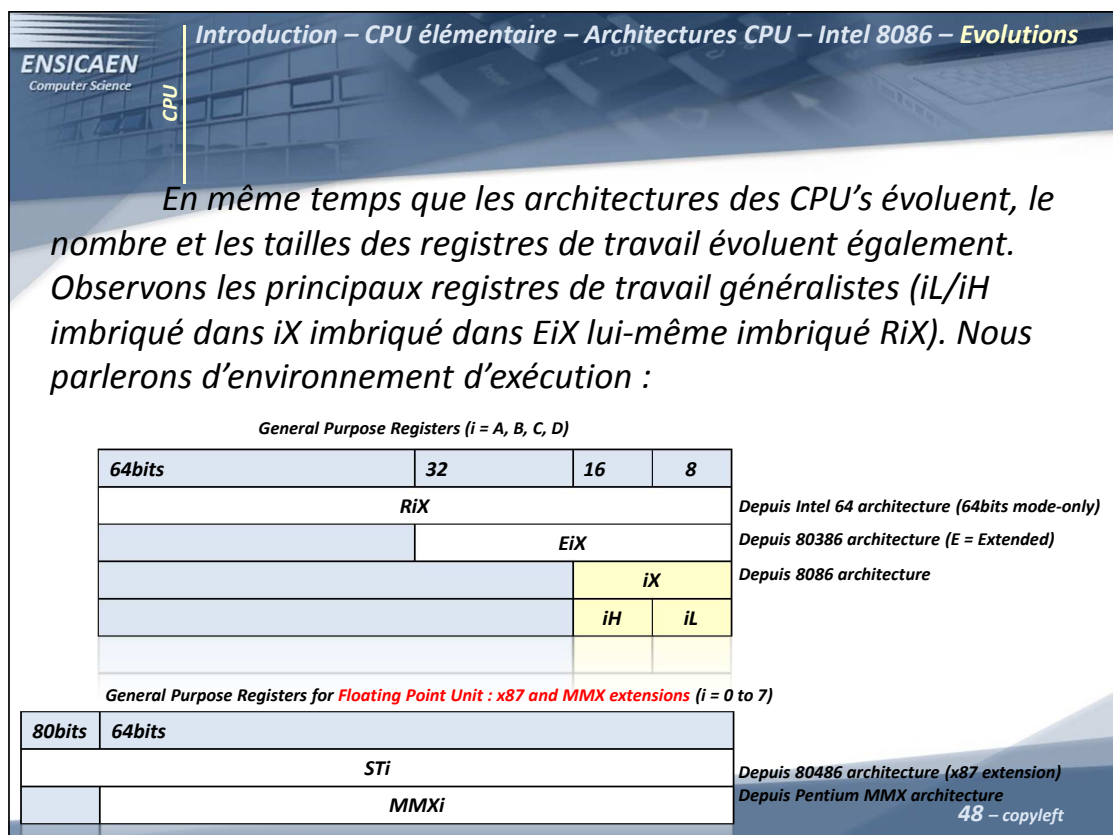 Introduction – CPU élémentaire – Architectures CPU – Intel 8086 – Evolutions
ENSICAEN
Computer Science
CPU
En même temps que les architectures des CPU's évoluent, le
nombre et les tailles des registres de travail évoluent également.
Observons les principaux registres de travail généralistes (iL/iH
imbriqué dans iX imbriqué dans EiX lui-même imbriqué RiX). Nous
parlerons d'environnement d'exécution :
General Purpose Registers (i = A, B, C, D)
64bits 32 16 8
RiX Depuis Intel 64 architecture (64bits mode-only)
EiX Depuis 80386 architecture (E = Extended)
iX Depuis 8086 architecture
iH iL
General Purpose Registers for Floating Point Unit : x87 and MMX extensions (i = 0 to 7)
80bits 64bits
STi Depuis 80486 architecture (x87 extension)
MMXi Depuis Pentium MMX architecture
48 – copyleft